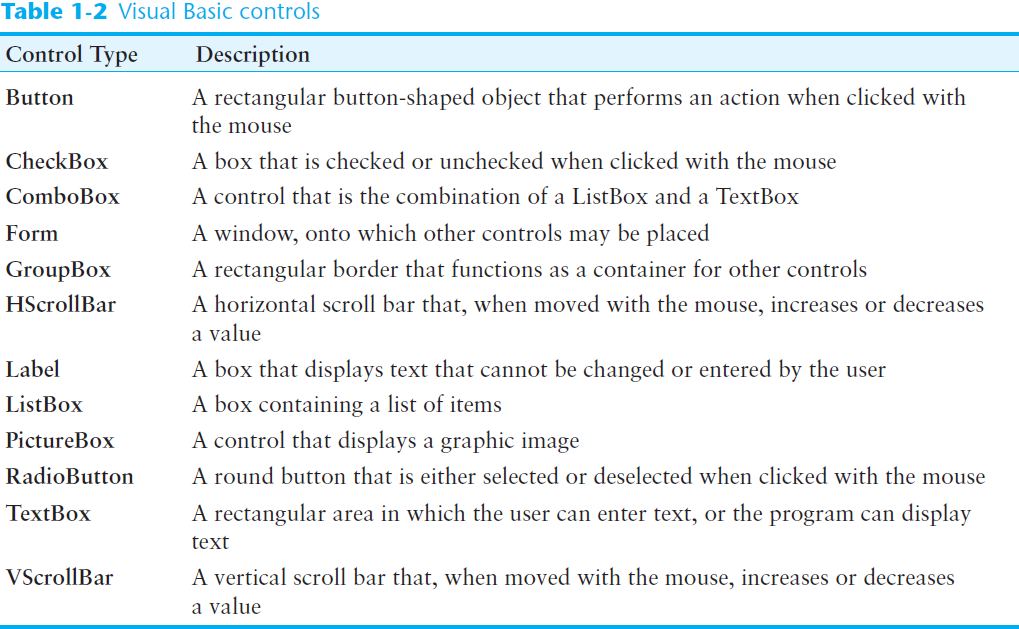 Table 1-2 Visual Basic controls
Control Type Description
Button A rectangular button-shaped object that performs an action when clicked with
the mouse
CheckBox A box that is checked or unchecked when clicked with the mouse
ComboBox A control that is the combination of a ListBox and a TextBox
Form A window, onto which other controls may be placed
GroupBox A rectangular border that functions as a container for other controls
HScrollBar A horizontal scroll bar that, when moved with the mouse, increases or decreases
a value
Label A box that displays text that cannot be changed or entered by the user
ListBox A box containing a list of items
PictureBox A control that displays a graphic image
RadioButton A round button that is either selected or deselected when clicked with the mouse
TextBox A rectangular area in which the user can enter text, or the program can display
text
VScrollBar A vertical scroll bar that, when moved with the mouse, increases or decreases
a value